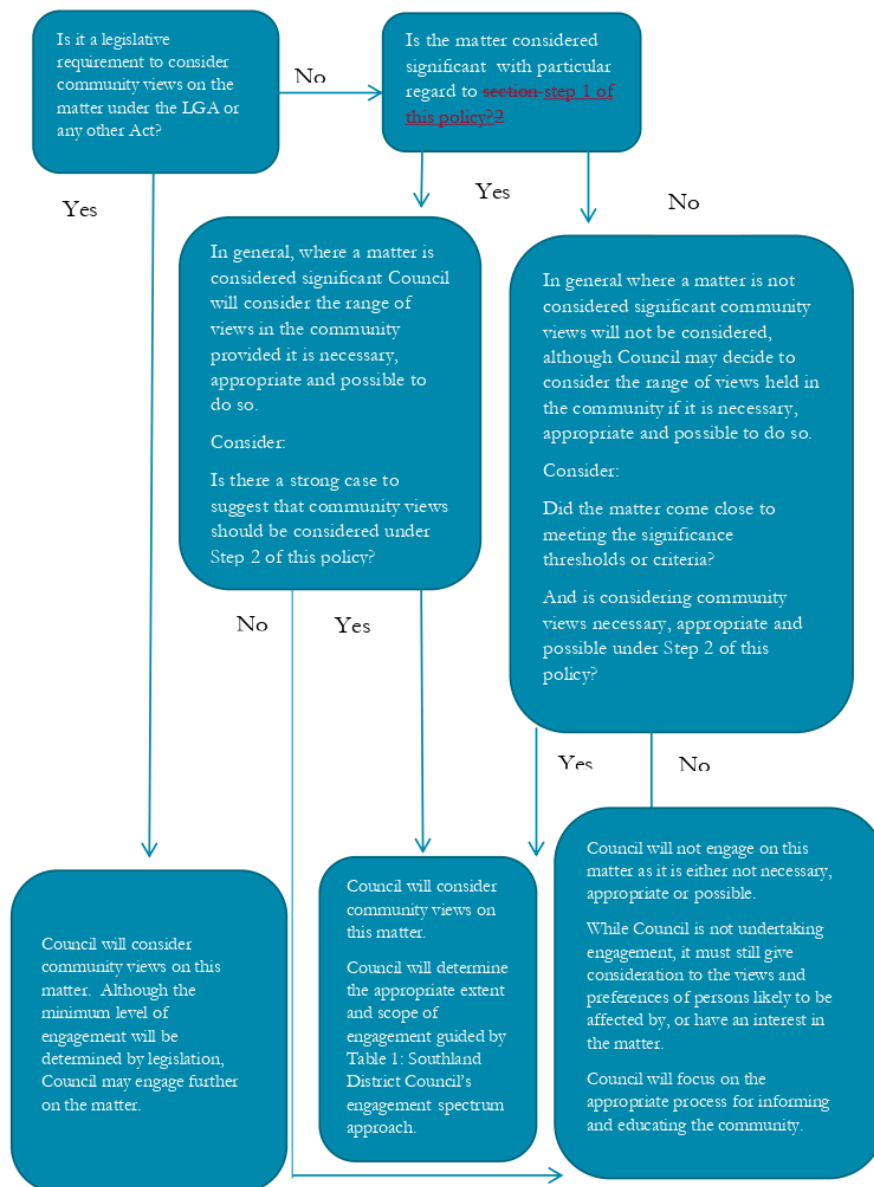 Is it a legislative
requirement to consider
community views on the
matter under the LGA or
any other Act?
No
Is the matter considered
significant with particular
regard to section step 1 of
this policy?2
Yes
Yes
No
In general, where a matter is
considered significant Council
will consider the range of
views in the community
provided it is necessary,
appropriate and possible to
do so.
Consider:
Is there a strong case to
suggest that community views
should be considered under
Step 2 of this policy?
In general where a matter is not
considered significant community
views will not be considered,
although Council may decide to
consider the range of views held in
the community if it is necessary,
appropriate and possible to do so.
Consider:
Did the matter come close to
meeting the significance
thresholds or criteria?
And is considering community
views necessary, appropriate and
possible under Step 2 of this
policy?
No
Yes
Yes
No
Council will consider
community views on this
matter. Although the
minimum level of
engagement will be
determined by legislation,
Council may engage further
on the matter.
Council will consider
community views on
this matter.
Council will determine
the appropriate extent
and scope of
engagement guided by
Table 1: Southland
District Council's
engagement spectrum
approach.
Council will not engage on this
matter as it is either not necessary,
appropriate or possible.
While Council is not undertaking
engagement, it must still give
consideration to the views and
preferences of persons likely to be
affected by, or have an interest in
the matter.
Council will focus on the
appropriate process for informing
and educating the community.